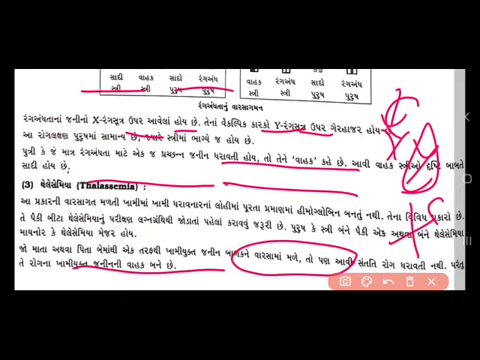 સાદી વાહક સાદો રંગઅંધ
સ્ત્રી સ્ત્રી પુરુષ પુરુષ
સ્ત્રી સ્ત્રી પુરુષ પુરુષ
રંગઅંધતાનું વારસાગમન
રંગઅંધતાનાં જનીનો X-રંગસૂત્ર ઉપર આવેલાં હોય છે. તેનાં વૈકલ્પિક કારકો Y-રંગસૂત્ર ઉપર ગેરહાજર હોય
આ રોગલક્ષણ પુરુષમાં સામાન્ય છે, જ્યારે સ્ત્રીમાં ભાગ્યે જ હોય છે.
પુત્રી કે જે માત્ર રંગઅંધતા માટે એક જ પ્રચ્છન્ન જનીન ધરાવતી હોય, તો તેને 'વાહક' કહે છે. આવી વાહક સ્ત્રીઓ દૃષ્ટિ બાબતે
સાદી હોય છે.
(3) થેલેસેમિયા (Thalassemia) :
આ પ્રકારની વારસાગત મળતી ખામીમાં ખામી ધરાવનારનાં લોહીમાં પૂરતા પ્રમાણમાં હીમોગ્લોબિન બનતું નથી. તેના વિવિધ પ્રકારો છે.
તે પૈકી બીટા થેલેસેમિયાનું પરીક્ષણ લગ્નગ્રંથિથી જોડાતાં પહેલાં કરાવવું જરૂરી છે. પુરુષ કે સ્ત્રી બંને પૈકી એક અથવા બંને થેલેસેમિયા
માયનોર કે થેલેસેમિયા મેજર હોય.
જો માતા અથવા પિતા બેમાંથી એક તરફથી ખામીયુક્ત જનીન બાળકને વારસામાં મળે, તો પણ આવી સંતતિ રોગ ધરાવતી નથી. પરંતુ
તે રોગના ખામીયુક્ત જનીનની વાહક બને છે.